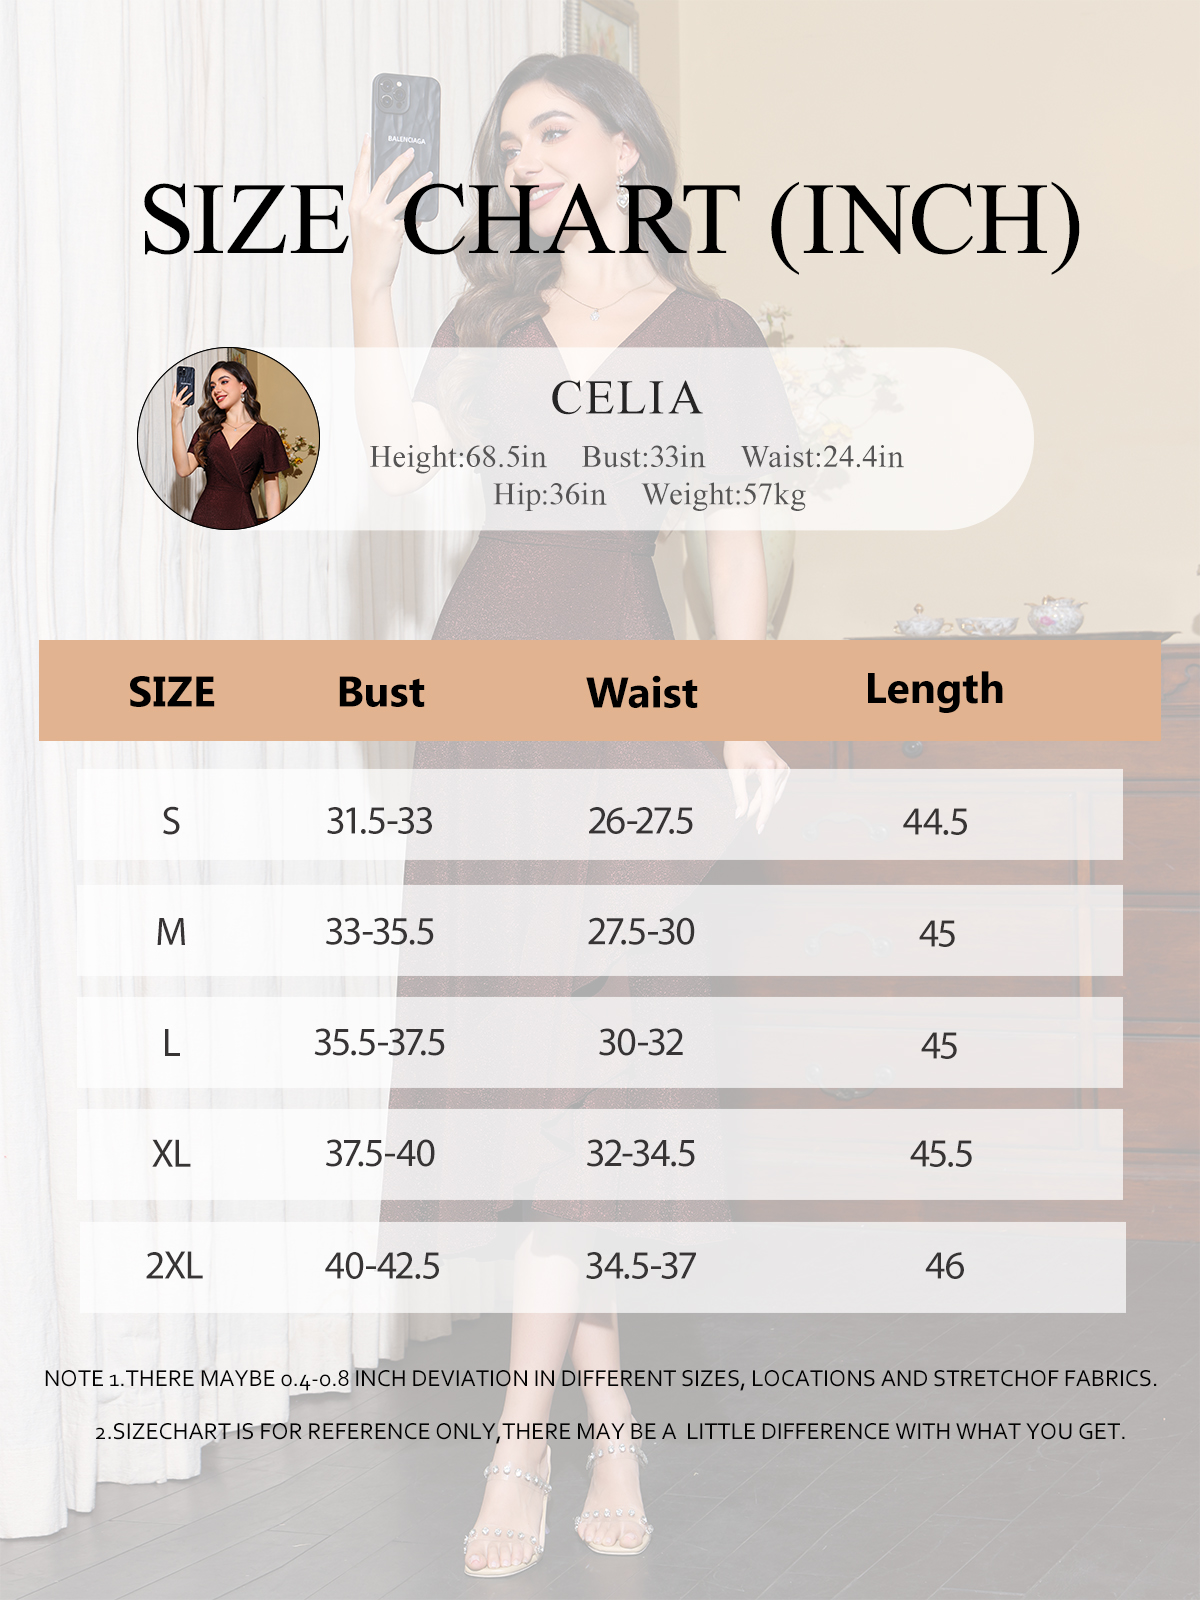 BALENCIAGA
SIZE CHART (INCH)
CELIA
Height:68.5in Bust:33in Waist:24.4in
Hip:36in Weight:57kg
SIZE Bust Waist Length
S 31.5-33 26-27.5 44.5
M 33-35.5 27.5-30 45
L 35.5-37.5 30-32 45
XL 37.5-40 32-34.5 45.5
2XL 40-42.5 34.5-37 46
NOTE 1.THERE MAYBE 0.4-0.8 INCH DEVIATION IN DIFFERENT SIZES, LOCATIONS AND STRETCHOF FABRICS.
2.SIZECHART IS FOR REFERENCE ONLY,THERE MAY BE A LITTLE DIFFERENCE WITH WHAT YOU GET.